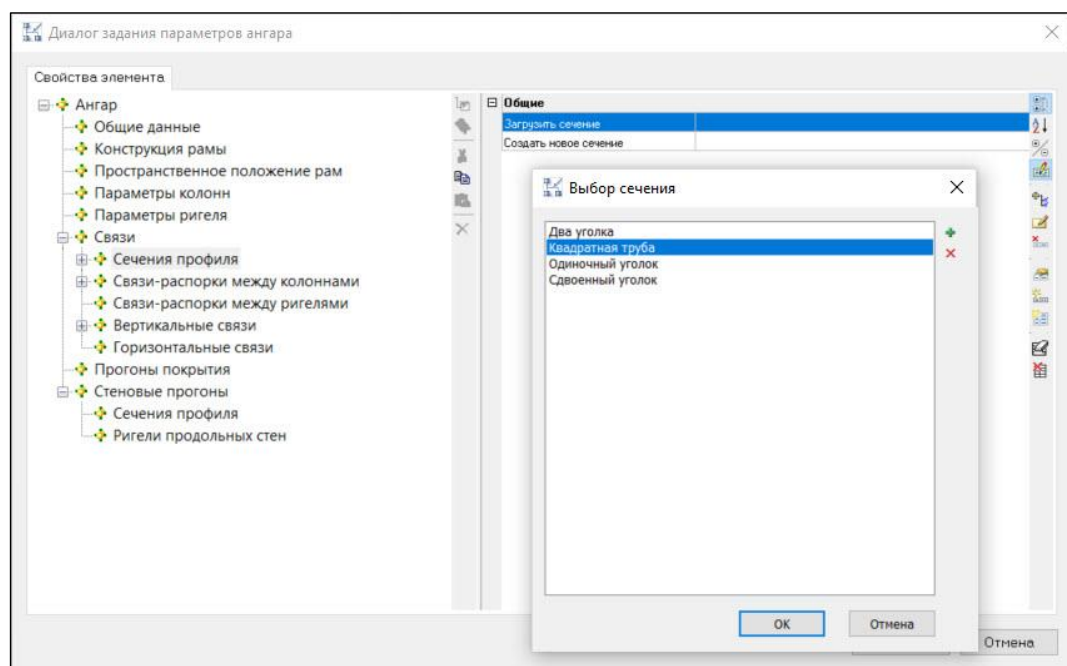 Диалог задания параметров ангара
Свойства элемента
Ангар
Общие данные
Конструкция рамы
Пространственное положение рам
Параметры колонн
Параметры ригеля
Связи
Сечения профиля
Связи-распорки между колоннами
Связи-распорки между ригелями
Вертикальные связи
Горизонтальные связи
Прогоны покрытия
Стеновые прогоны
Сечения профиля
Ригели продольных стен
Общие
Загрузить сечение
Создать новое сечение
Выбор сечения
Два уголка
Квадратная труба
Одиночный уголок
Сдвоенный уголок
OK
Отмена
Отмена